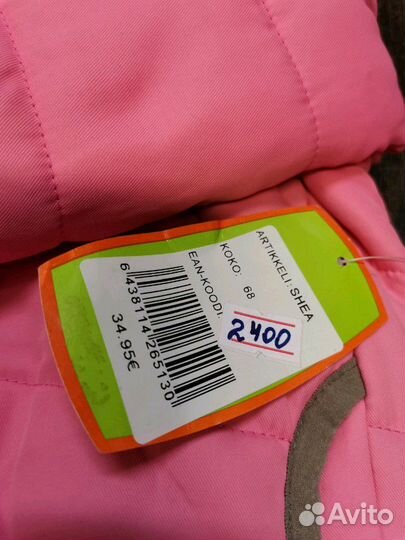 ARTIKKELI: SHEA
KOKO: 68
EAN-KOODI:
6 438114 265130
34.95€
2400
Avito